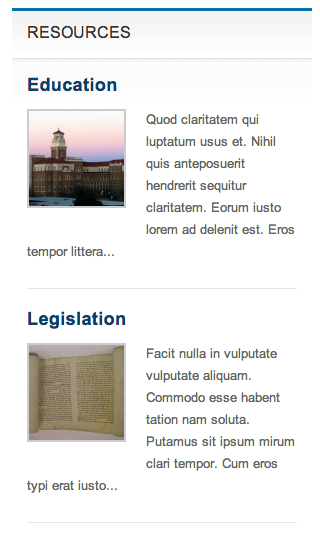 RESOURCES
Education
Quod claritatem qui
luptatum usus et. Nihil
quis anteposuerit
hendrerit sequitur
claritatem. Eorum iusto
lorem ad delenit est. Eros
tempor littera...
Legislation
Facit nulla in vulputate
vulputate aliquam.
Commodo esse habent
tation nam soluta.
Putamus sit ipsum mirum
clari tempor. Cum eros
typi erat iusto...